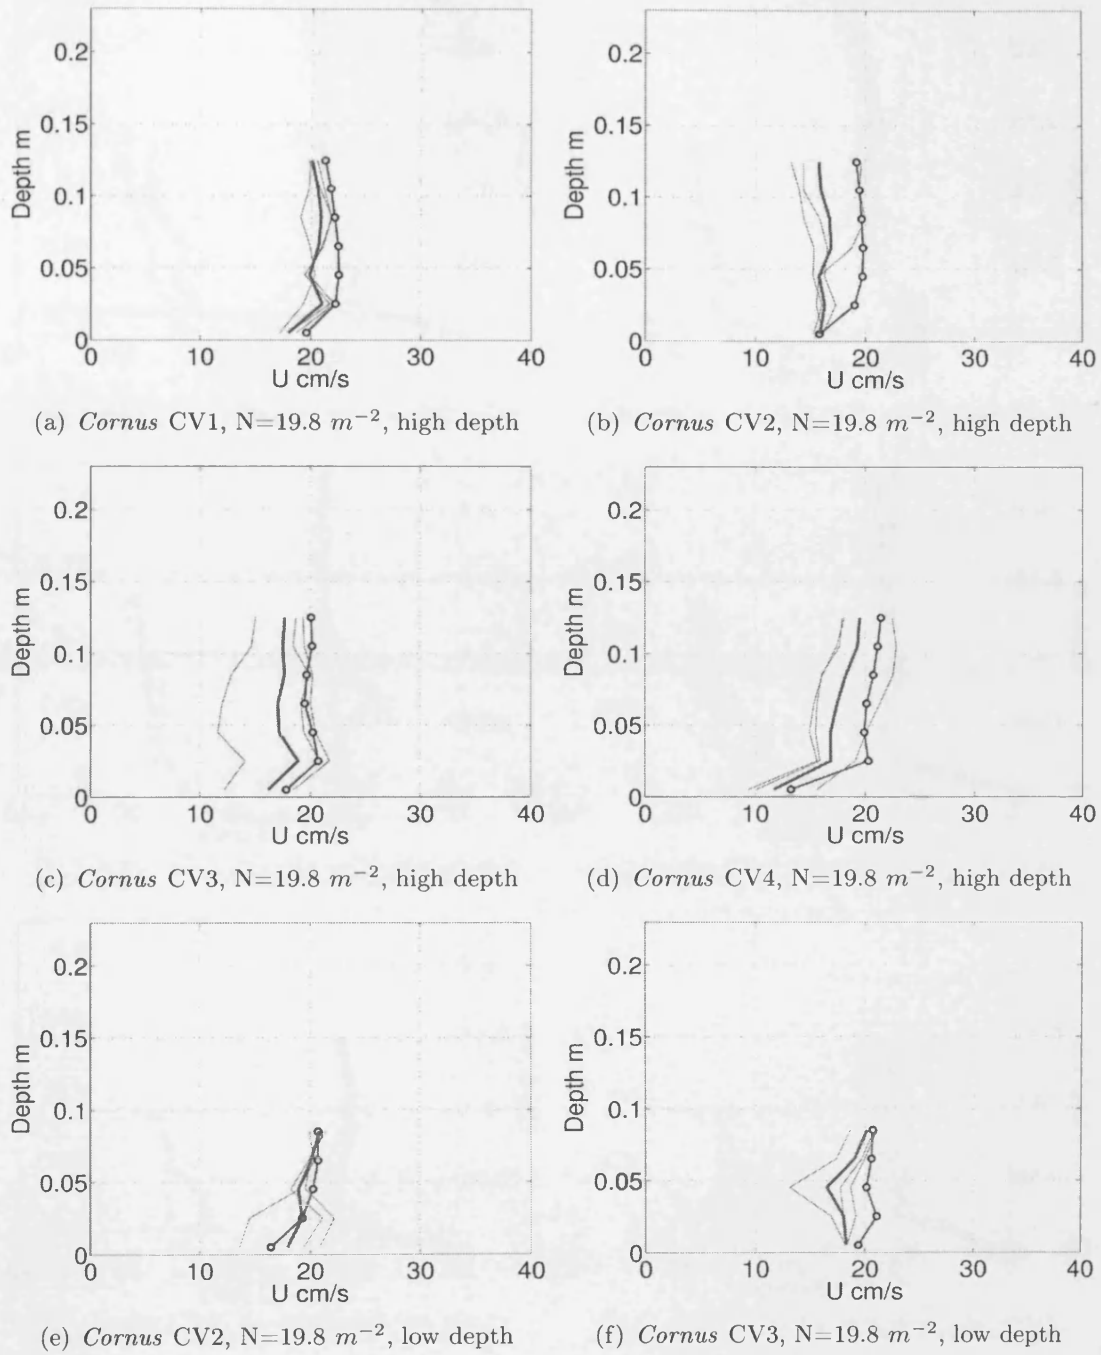 0.2
0.15
0.1
0.05
0
Depth m
0 10 20 30 40
U cm/s
(a) Cornus CV1, N=19.8 m⁻², high depth
0.2
0.15
0.1
0.05
0
Depth m
0 10 20 30 40
U cm/s
(b) Cornus CV2, N=19.8 m⁻², high depth
0.2
0.15
0.1
0.05
0
Depth m
0 10 20 30 40
U cm/s
(c) Cornus CV3, N=19.8 m⁻², high depth
0.2
0.15
0.1
0.05
0
Depth m
0 10 20 30 40
U cm/s
(d) Cornus CV4, N=19.8 m⁻², high depth
0.2
0.15
0.1
0.05
0
Depth m
0 10 20 30 40
U cm/s
(e) Cornus CV2, N=19.8 m⁻², low depth
0.2
0.15
0.1
0.05
0
Depth m
0 10 20 30 40
U cm/s
(f) Cornus CV3, N=19.8 m⁻², low depth